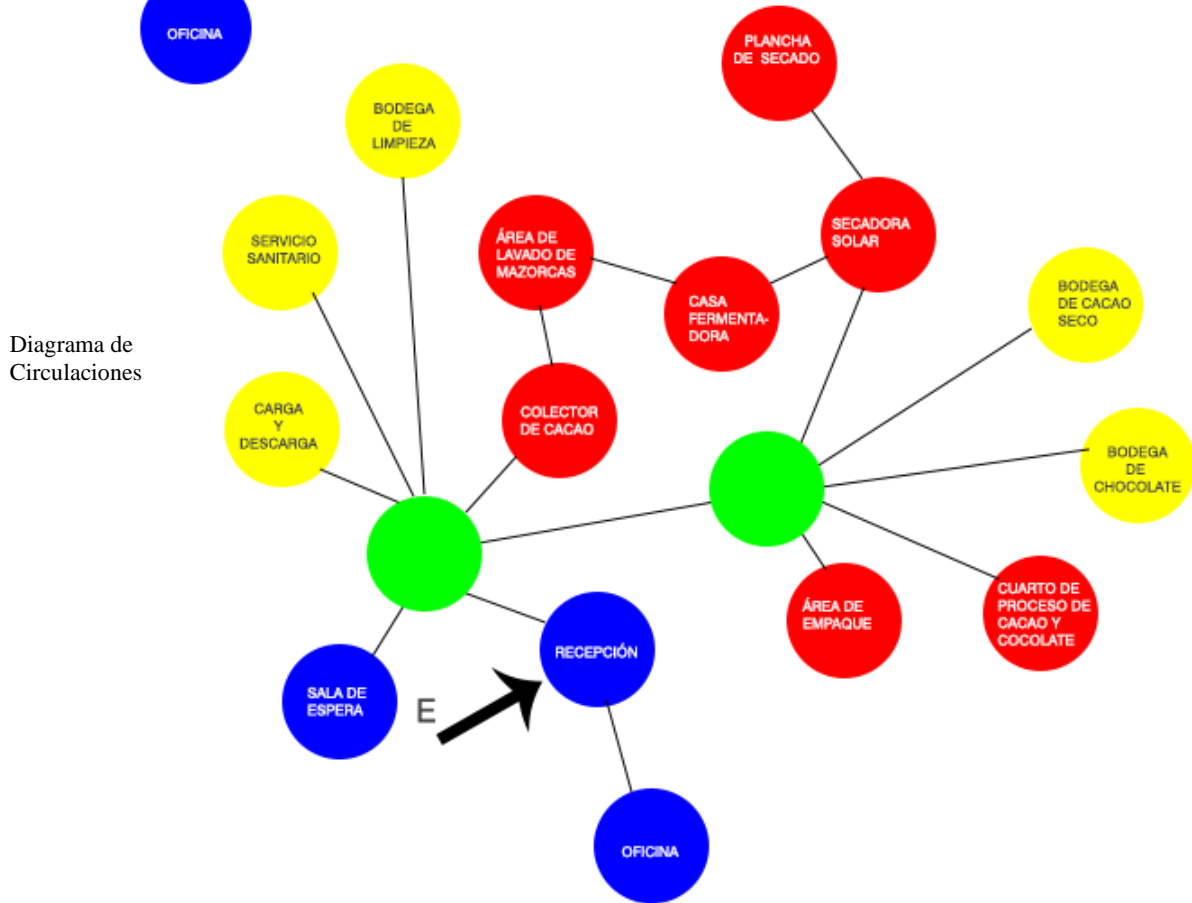 OFICINA
PLANCHA
DE SECADO
BODEGA
DE
LIMPIEZA
SERVICIO
SANITARIO
ÁREA DE
LAVADO DE
MAZORCAS
SECADORA
SOLAR
CASA
FERMENTA-
DORA
BODEGA
DE CACAO
SECO
Diagrama de
Circulaciones
CARGA
Y
DESCARGA
COLECTOR
DE CACAO
BODEGA
DE
CHOCOLATE
ÁREA DE
EMPAQUE
CUARTO DE
PROCESO DE
CACAO Y
COCOLATE
RECEPCIÓN
SALA DE
ESPERA
E
OFICINA